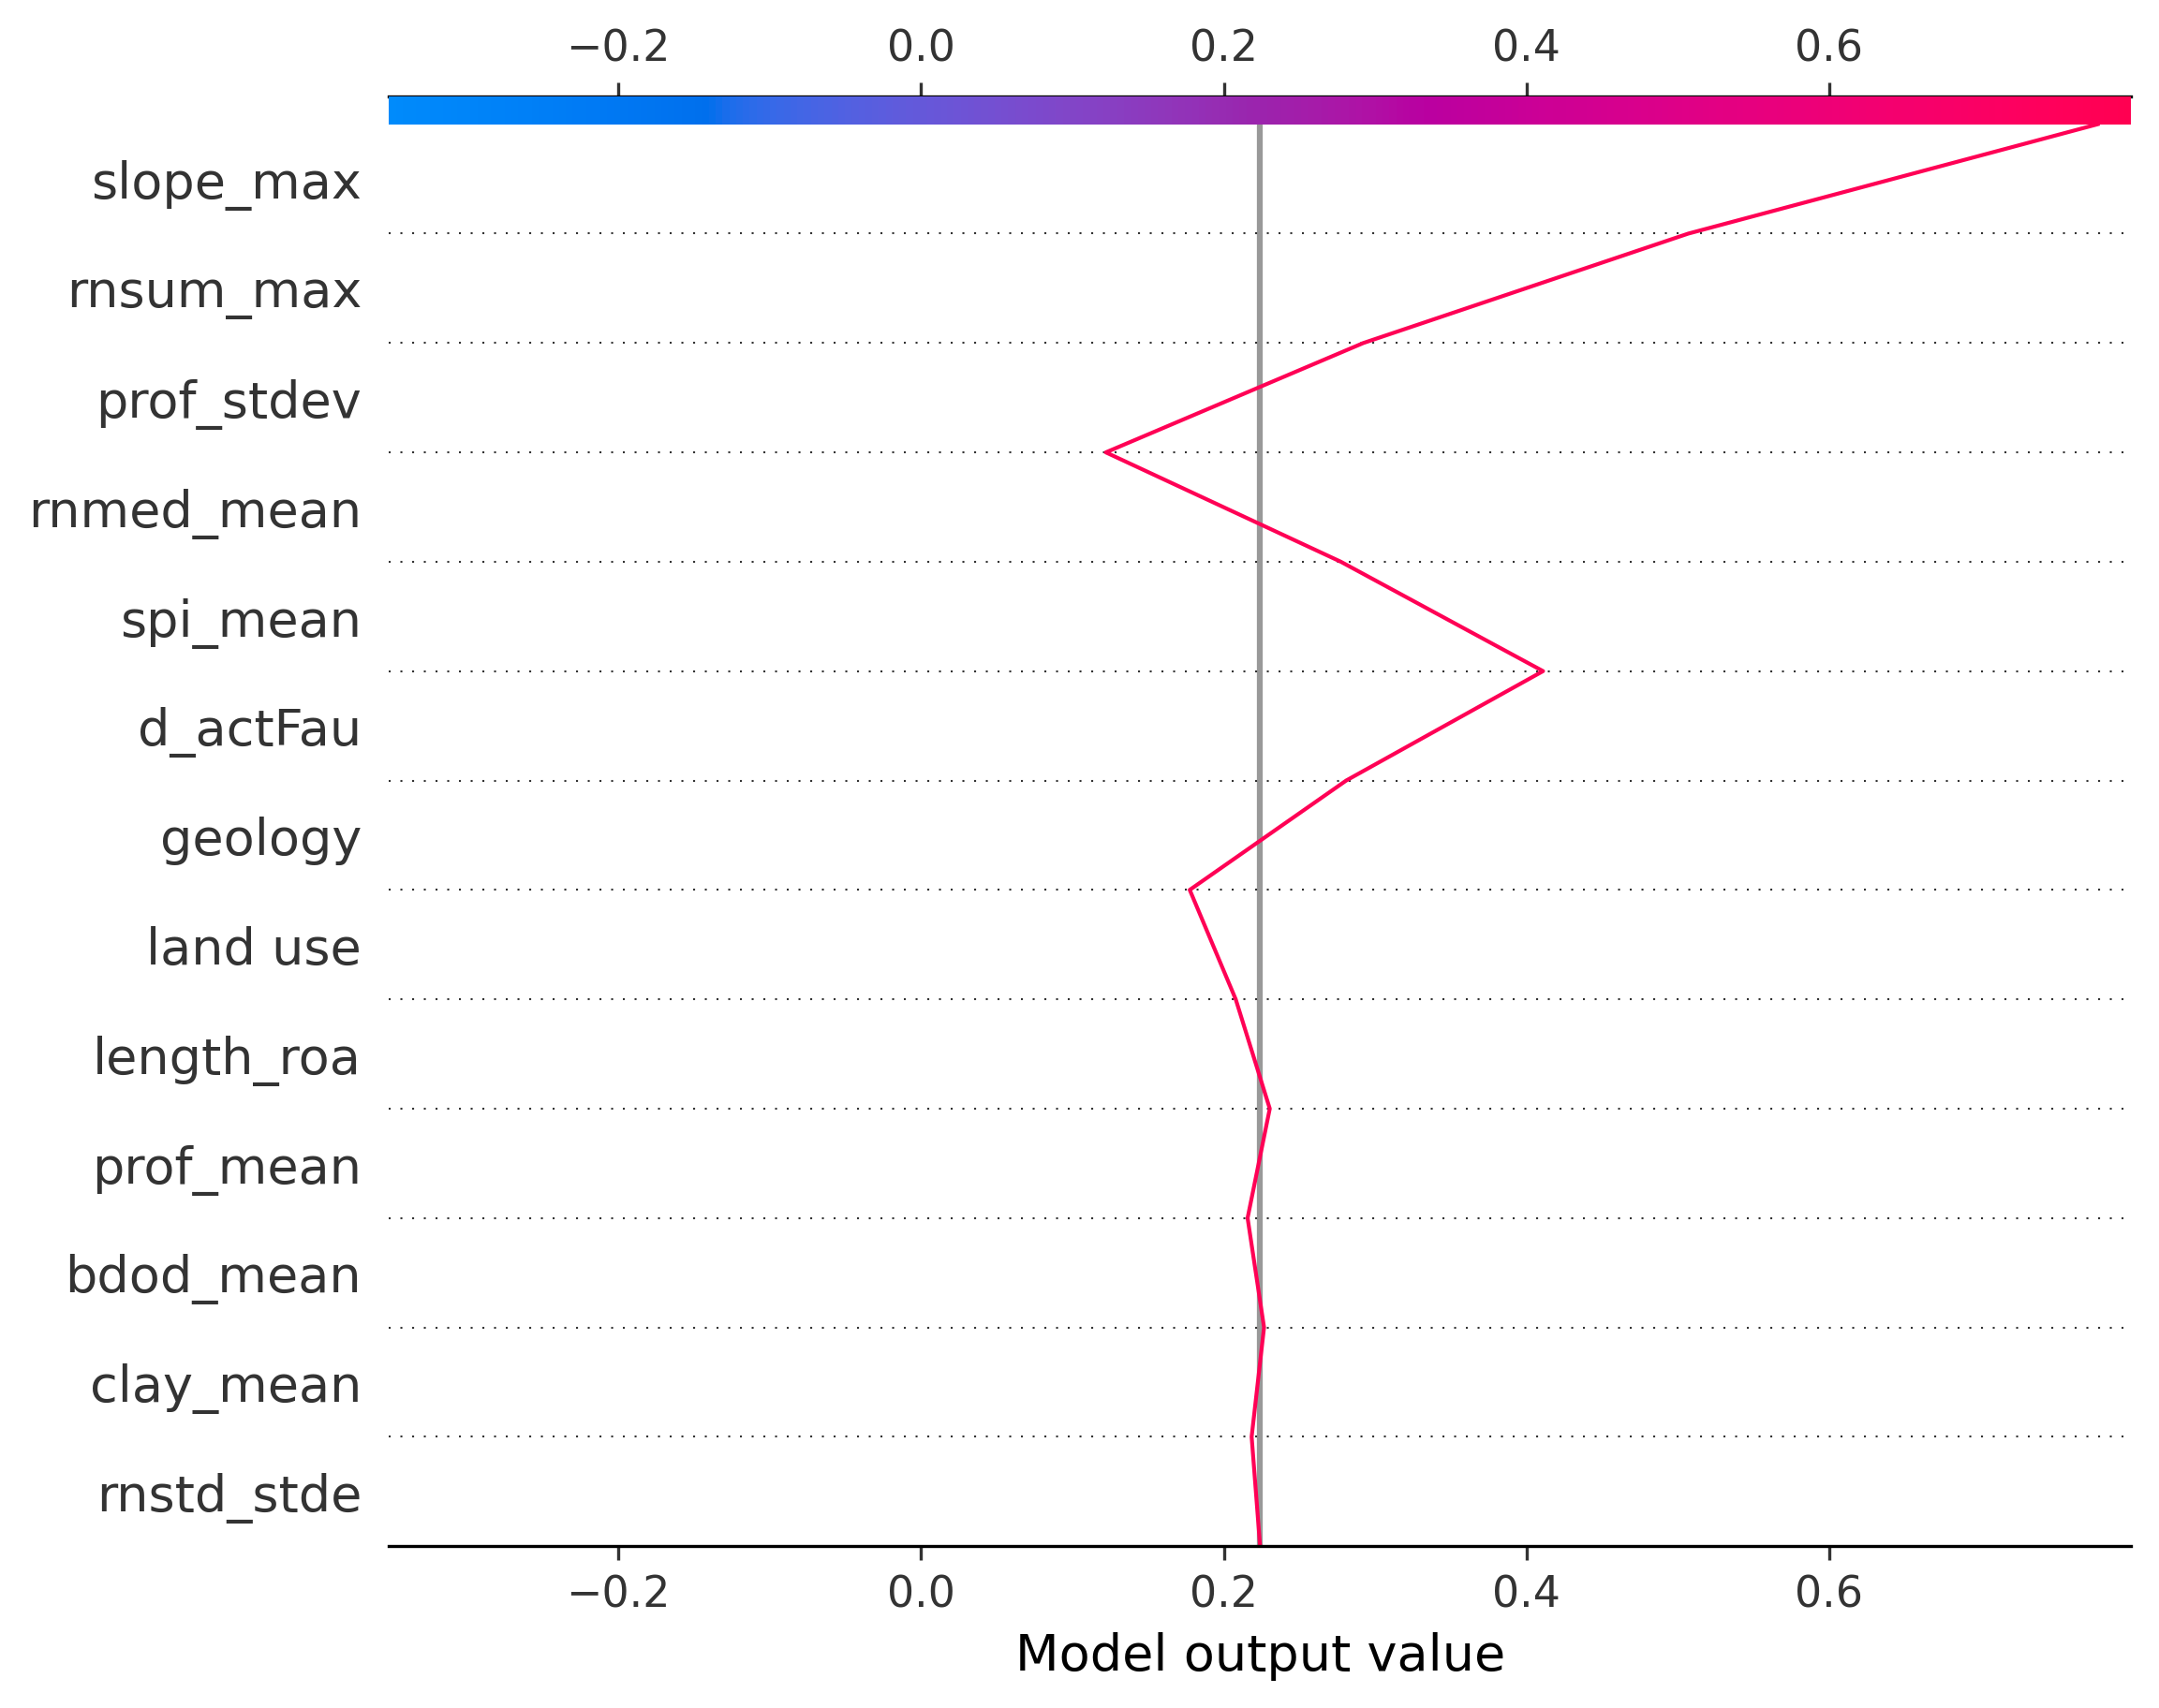 −0.2 0.0 0.2 0.4 0.6
slope_max
rnsum_max
prof_stdev
rnmed_mean
spi_mean
d_actFau
geology
land use
length_roa
prof_mean
bdod_mean
clay_mean
rnstd_stde
−0.2 0.0 0.2 0.4 0.6
Model output value